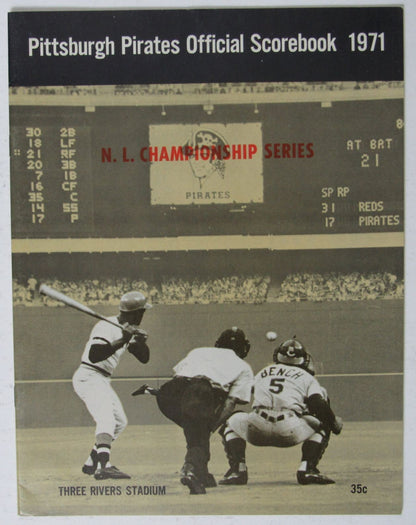 Pittsburgh Pirates Official Scorebook 1971
N. L. CHAMPIONSHIP SERIES
30 2B
18 LF
21 RF
20 3B
7 1B
16 CF
35 C
14 SS
17 P
PIRATES
AT BAT
21
SP RP
31 REDS
17 PIRATES
BENCH
5
THREE RIVERS STADIUM
35c